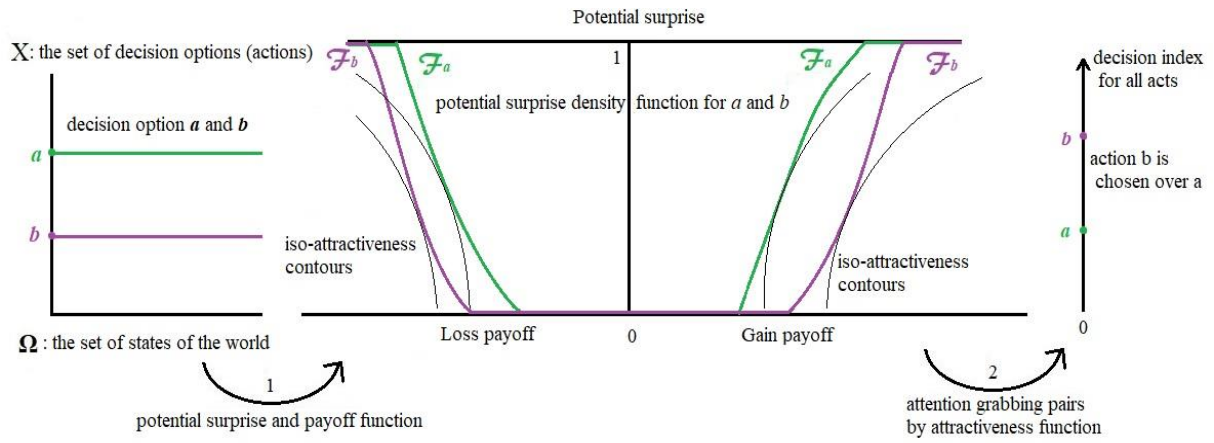 Potential surprise
X: the set of decision options (actions)
ℱb
ℱa
1
ℱa
ℱb
decision index
for all acts
potential surprise density function for a and b
decision option a and b
a
b
b
action b is
chosen over a
a
iso-attractiveness
contours
iso-attractiveness
contours
Loss payoff
0
Gain payoff
0
Ω : the set of states of the world
1
potential surprise and payoff function
2
attention grabbing pairs
by attractiveness function